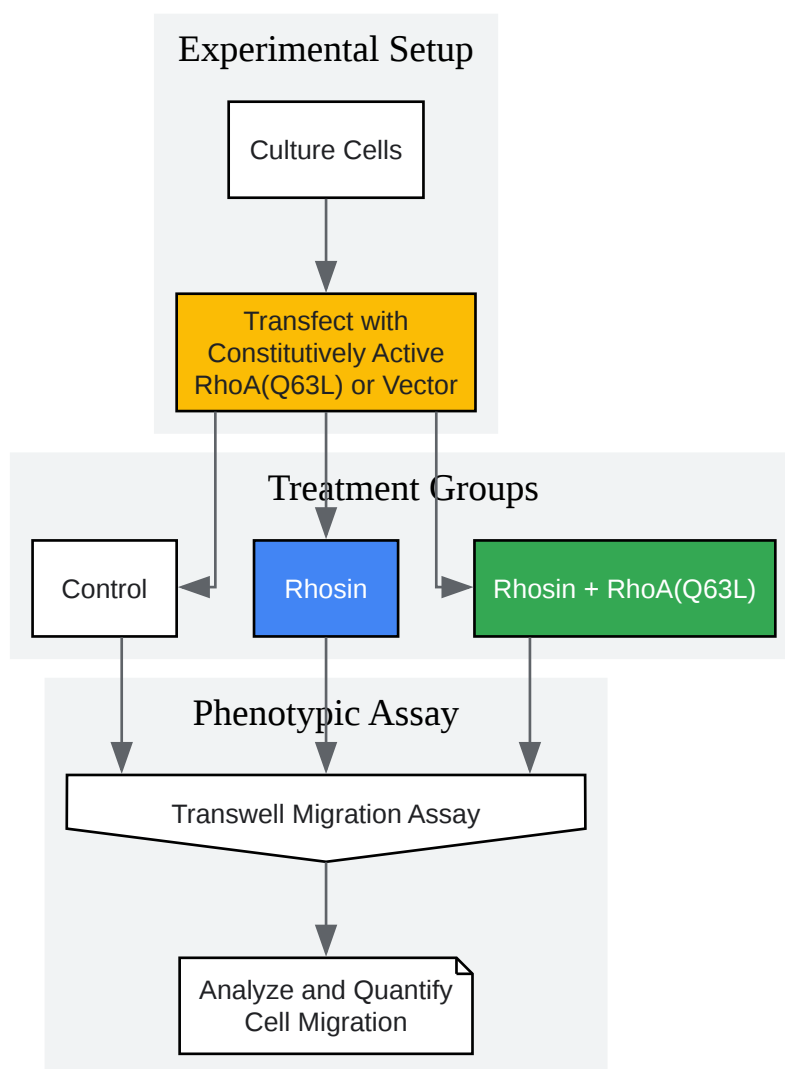 Experimental Setup
Culture Cells
Transfect with
Constitutively Active
RhoA(Q63L) or Vector
Treatment Groups
Control
Rhosin
Rhosin + RhoA(Q63L)
Phenotypic Assay
Transwell Migration Assay
Analyze and Quantify
Cell Migration